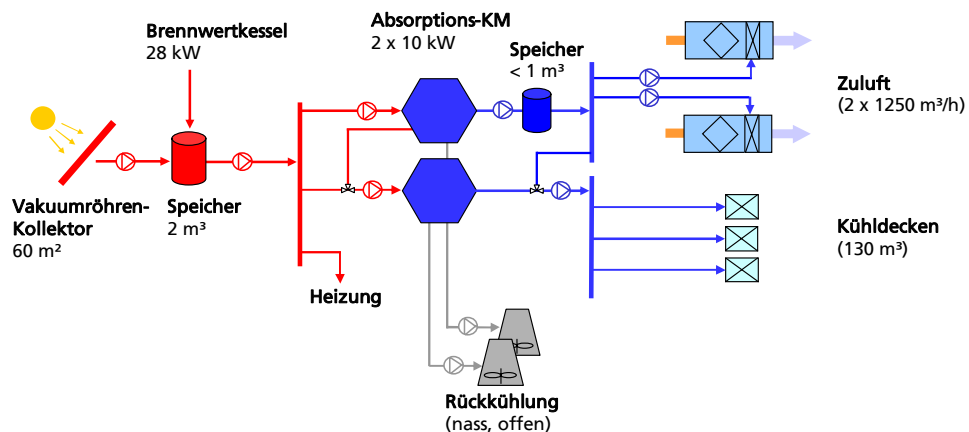 Brennwertkessel
28 kW
Absorptions-KM
2 x 10 kW
Speicher
< 1 m³
Zuluft
(2 x 1250 m³/h)
Vakuumröhren-
Kollektor
60 m²
Speicher
2 m³
Heizung
Kühldecken
(130 m³)
Rückkühlung
(nass, offen)